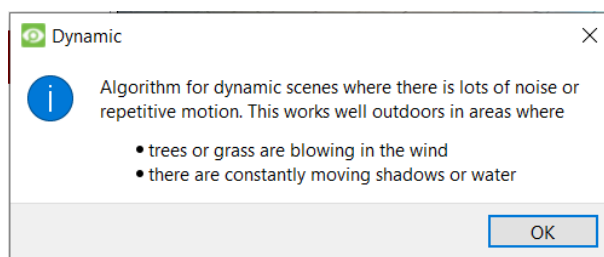 Dynamic
Algorithm for dynamic scenes where there is lots of noise or
repetitive motion. This works well outdoors in areas where
• trees or grass are blowing in the wind
• there are constantly moving shadows or water
OK